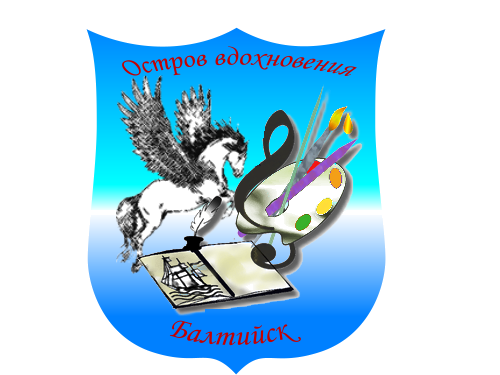 Остров вдохновения
Балтийск